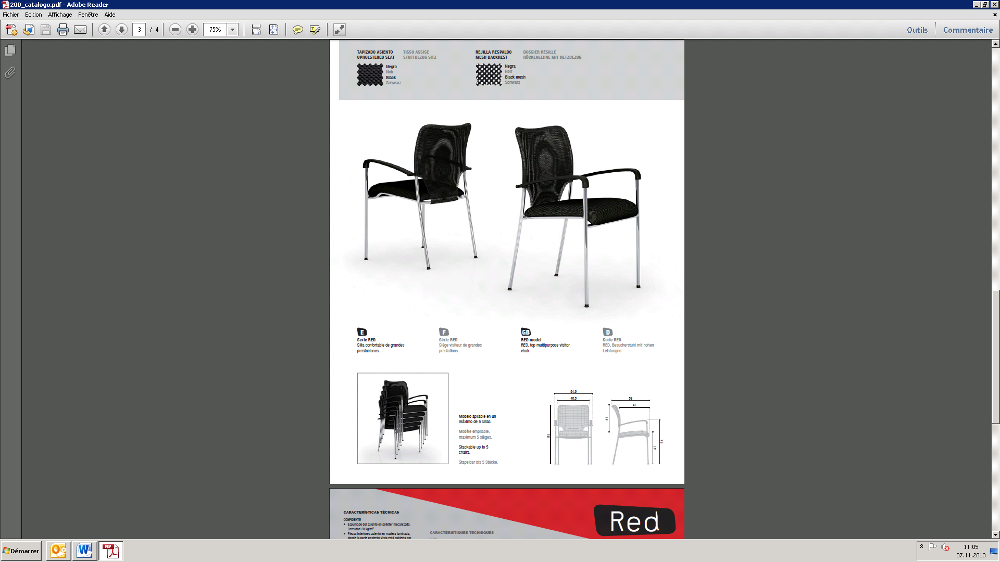 200_catalogo.pdf - Adobe Reader
Fichier Edition Affichage Fenêtre Aide
3 / 4 75% Outils Commentaire
TAPIZADO ASIENTO
UPHOLSTERED SEAT
TISSU ASSISE
STOFFBEZUG SITZ
Negro
Noir
Black
Schwarz
REJILLA RESPALDO
MESH BACKREST
DOSSIER RÉSILLE
RÜCKENLEHNE MIT NETZBEZUG
Negra
Noir
Black mesh
Schwarz
E
Serie RED
Silla confortable de grandes
prestaciones.
F
Série RED
Siège visiteur de grandes
prestations.
GB
RED model
RED, top multipurpose visitor
chair.
D
Serie RED
RED, Besucherstuhl mit hohen
Leistungen.
Modelo apilable en un
máximo de 5 sillas.
Modèle empilable,
maximum 5 sièges.
Stackable up to 5
chairs.
Stapelbar bis 5 Stücke.
54,5
46,5
85
59
47
41
47
64
CARACTERÍSTICAS TÉCNICAS
CONFIDENTE
• Espumado del asiento en poliéter mecanizado.
Densidad 20 kg/m³.
• Piezas interiores asiento en madera laminada,
donde la parte posterior vista está cubierta por
CARACTÉRISTIQUES TECHNIQUES
Red
Démarrer
PDF
11:05
07.11.2013